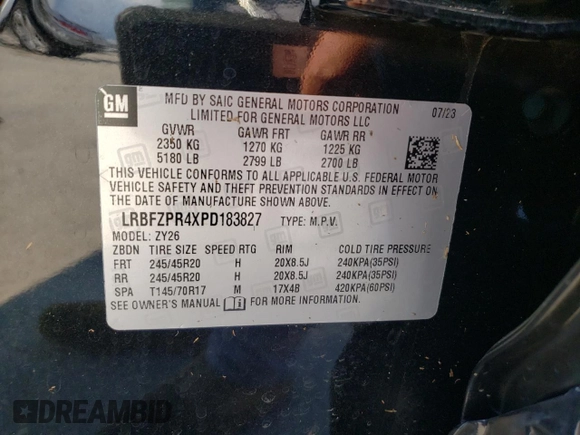 GM
MFD BY SAIC GENERAL MOTORS CORPORATION
LIMITED FOR GENERAL MOTORS LLC
07/23
GVWR GAWR FRT GAWR RR
2350 KG 1270 KG 1225 KG
5180 LB 2799 LB 2700 LB
THIS VEHICLE CONFORMS TO ALL APPLICABLE U.S. FEDERAL MOTOR
VEHICLE SAFETY AND THEFT PREVENTION STANDARDS IN EFFECT ON THE
DATE OF MANUFACTURE SHOWN ABOVE.
LRBFZPR4XPD183827 TYPE: M.P.V.
MODEL: ZY26
ZBDN TIRE SIZE SPEED RTG RIM COLD TIRE PRESSURE
FRT 245/45R20 H 20X8.5J 240KPA(35PSI)
RR 245/45R20 H 20X8.5J 240KPA(35PSI)
SPA T145/70R17 M 17X4B 420KPA(60PSI)
SEE OWNER'S MANUAL FOR MORE INFORMATION.
DREAMBID